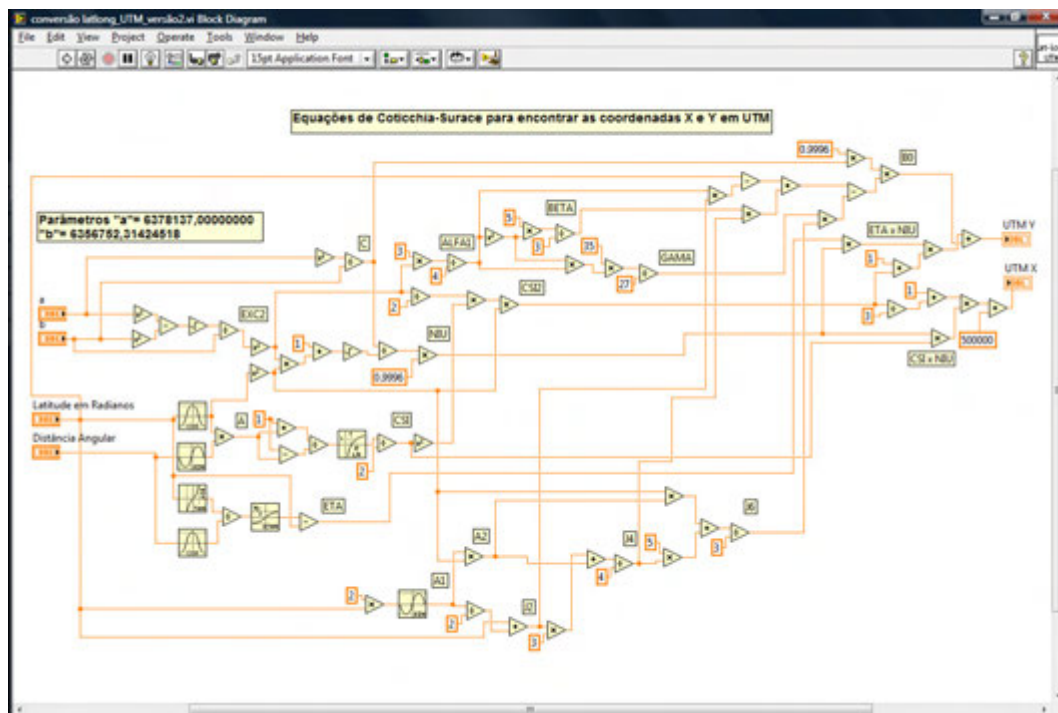 conversão latlong_UTM_versão2.vi Block Diagram
File Edit View Project Operate Tools Window Help
15pt Application Font
Equações de Coticchia-Surace para encontrar as coordenadas X e Y em UTM
0.9996
B0
Parâmetros "a"= 6378137,00000000
"b"= 6356752,31424518
BETA
5
3
C
ALFA1
3
4
35
27
GAMA
ETA x NIU
1
UTM Y
UTM X
a
b
EXC2
2
CSI2
1
3
NIU
1
0.9996
500000
CSI x NIU
Latitude em Radianos
A
1
CSI
2
Distância Angular
ETA
A2
J4
5
J6
3
4
A1
2
2
J2
3